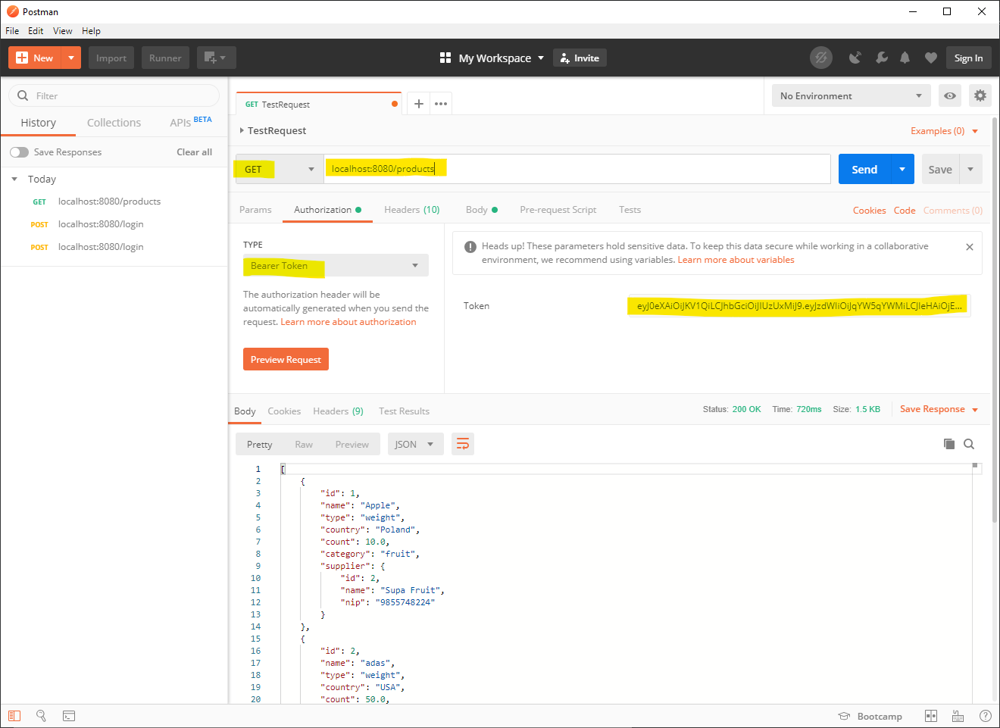 Postman
File Edit View Help
New Import Runner My Workspace Invite Sign In
Filter
History Collections APIs BETA
Save Responses Clear all
Today
GET localhost:8080/products
POST localhost:8080/login
POST localhost:8080/login
GET TestRequest
No Environment
TestRequest
Examples (0)
GET localhost:8080/products Send Save
Params Authorization Headers (10) Body Pre-request Script Tests Cookies Code Comments (0)
TYPE
Bearer Token
The authorization header will be
automatically generated when you send the
request. Learn more about authorization
Preview Request
Heads up! These parameters hold sensitive data. To keep this data secure while working in a collaborative
environment, we recommend using variables. Learn more about variables
Token eyJ0eXAiOiJKV1QiLCJhbGciOiJIUzUxMiJ9.eyJzdWIiOiJqYW5qYWMiLCJleHAiOjE...
Body Cookies Headers (9) Test Results Status: 200 OK Time: 720ms Size: 1.5 KB Save Response
Pretty Raw Preview JSON
1 [
2 {
3 "id": 1,
4 "name": "Apple",
5 "type": "weight",
6 "country": "Poland",
7 "count": 10.0,
8 "category": "fruit",
9 "supplier": {
10 "id": 2,
11 "name": "Supa Fruit",
12 "nip": "9855748224"
13 }
14 },
15 {
16 "id": 2,
17 "name": "adas",
18 "type": "weight",
19 "country": "USA",
20 "count": 50.0,
Bootcamp